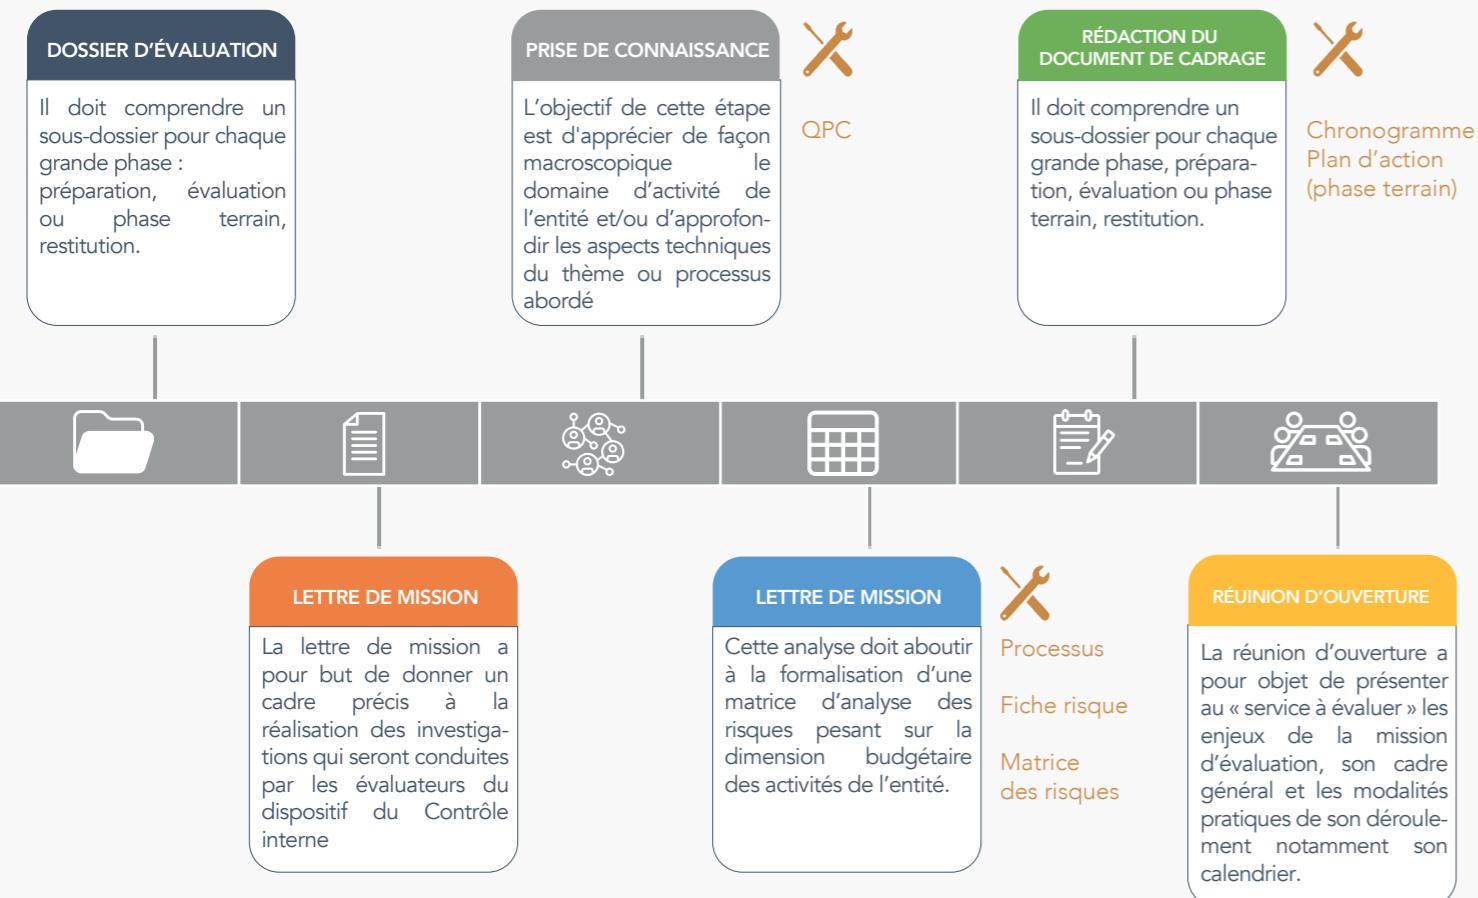 DOSSIER D’ÉVALUATION
Il doit comprendre un
sous-dossier pour chaque
grande phase :
préparation, évaluation
ou phase terrain,
restitution.
PRISE DE CONNAISSANCE
L’objectif de cette étape
est d'apprécier de façon
macroscopique le
domaine d’activité de
l’entité et/ou d’approfon-
dir les aspects techniques
du thème ou processus
abordé
QPC
RÉDACTION DU
DOCUMENT DE CADRAGE
Il doit comprendre un
sous-dossier pour chaque
grande phase, prépara-
tion, évaluation ou phase
terrain, restitution.
Chronogramme
Plan d’action
(phase terrain)
LETTRE DE MISSION
La lettre de mission a
pour but de donner un
cadre précis à la
réalisation des investiga-
tions qui seront conduites
par les évaluateurs du
dispositif du Contrôle
interne
LETTRE DE MISSION
Cette analyse doit aboutir
à la formalisation d’une
matrice d’analyse des
risques pesant sur la
dimension budgétaire
des activités de l’entité.
Processus
Fiche risque
Matrice
des risques
RÉUINION D’OUVERTURE
La réunion d’ouverture a
pour objet de présenter
au « service à évaluer » les
enjeux de la mission
d’évaluation, son cadre
général et les modalités
pratiques de son déroule-
ment notamment son
calendrier.